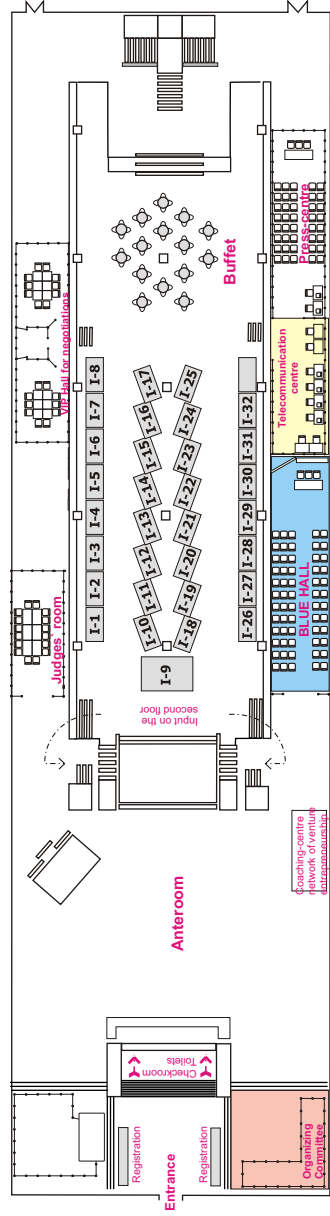 Press-centre
Buffet
VIP Hall for negotiations
Telecommunication
centre
I-8
I-7
I-6
I-5
I-4
I-3
I-2
I-1
I-17
I-16
I-15
I-14
I-13
I-12
I-11
I-10
I-25
I-24
I-23
I-22
I-21
I-20
I-19
I-18
I-32
I-31
I-30
I-29
I-28
I-27
I-26
I-9
BLUE HALL
Judges` room
Input on the
second floor
Coaching-centre
network of venture
entrepreneurship
Anteroom
Checkroom
Toilets
Registration
Registration
Entrance
Organizing
Committee